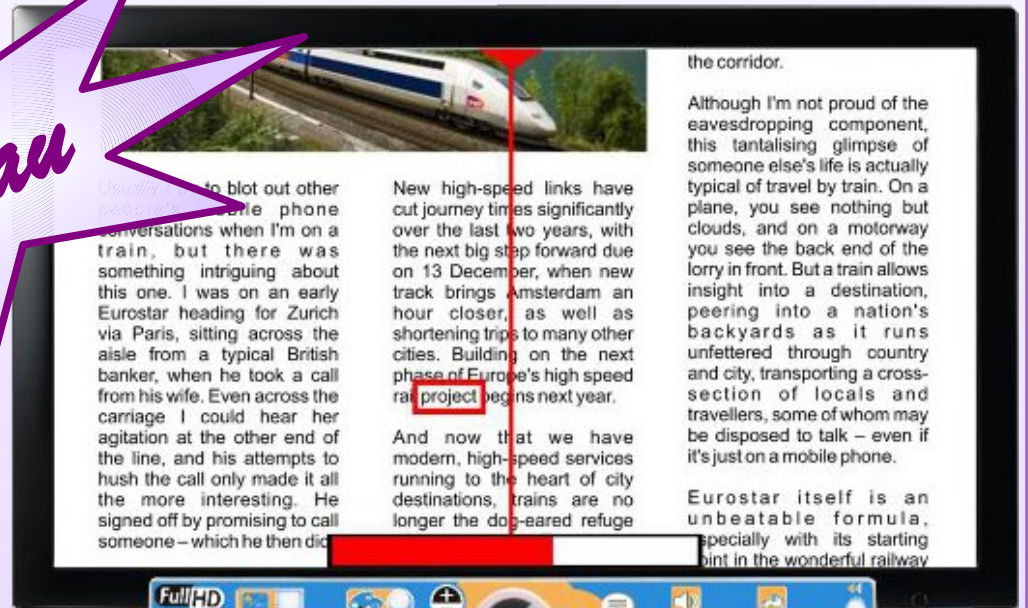 au
to blot out other
phone
conversations when I'm on a
train, but there was
something intriguing about
this one. I was on an early
Eurostar heading for Zurich
via Paris, sitting across the
aisle from a typical British
banker, when he took a call
from his wife. Even across the
carriage I could hear her
agitation at the other end of
the line, and his attempts to
hush the call only made it all
the more interesting. He
signed off by promising to call
someone – which he then did
New high-speed links have
cut journey times significantly
over the last two years, with
the next big step forward due
on 13 December, when new
track brings Amsterdam an
hour closer, as well as
shortening trips to many other
cities. Building on the next
phase of Europe's high speed
rail project begins next year.
And now that we have
modern, high-speed services
running to the heart of city
destinations, trains are no
longer the dog-eared refuge
the corridor.
Although I'm not proud of the
eavesdropping component,
this tantalising glimpse of
someone else's life is actually
typical of travel by train. On a
plane, you see nothing but
clouds, and on a motorway
you see the back end of the
lorry in front. But a train allows
insight into a destination,
peering into a nation's
backyards as it runs
unfettered through country
and city, transporting a cross-
section of locals and
travellers, some of whom may
be disposed to talk – even if
it's just on a mobile phone.
Eurostar itself is an
unbeatable formula,
especially with its starting
point in the wonderful railway
Full HD